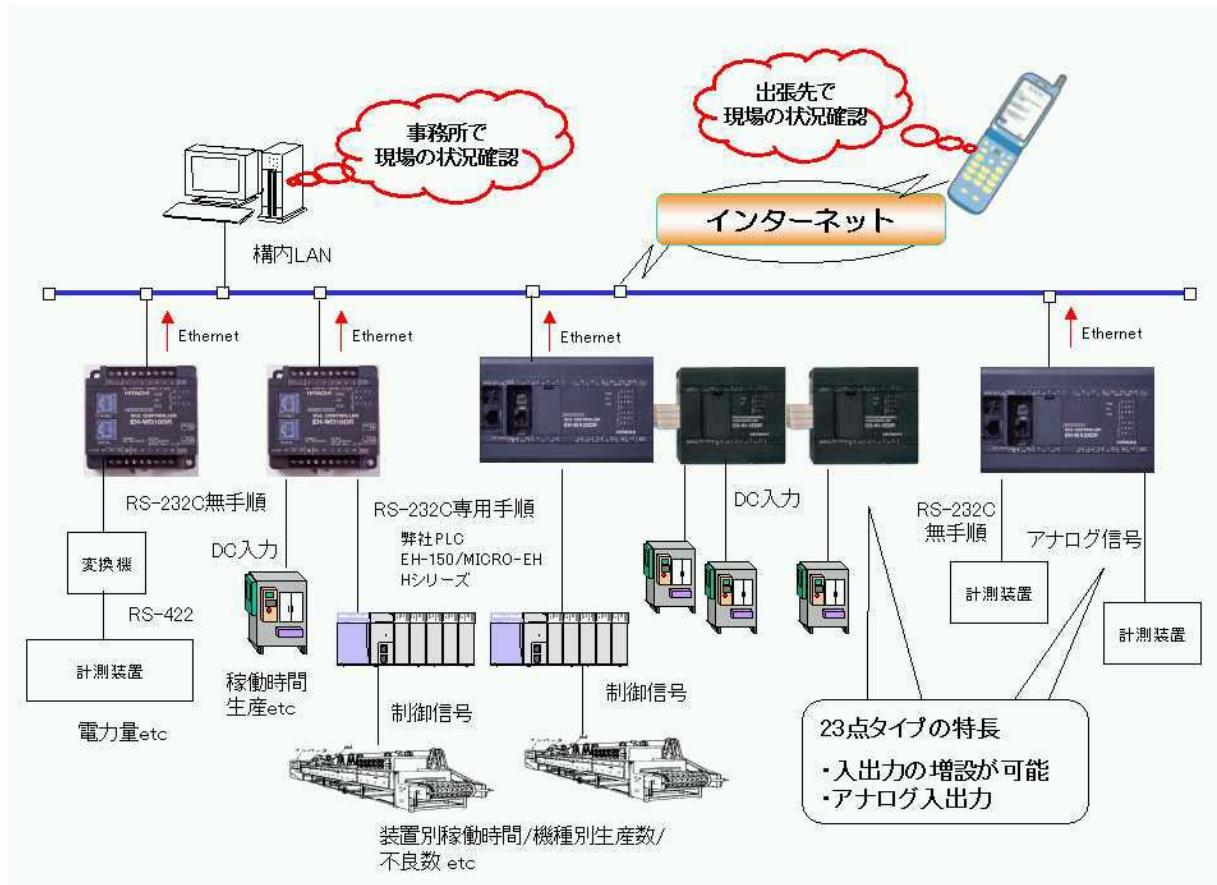 出張先で
現場の状況確認
事務所で
現場の状況確認
インターネット
構内LAN
Ethernet
Ethernet
Ethernet
Ethernet
HITACHI
EH-WD10DR
HITACHI
EH-WD10DR
RS-232C無手順
変換機
RS-422
計測装置
電力量etc
DC入力
稼働時間
生産etc
RS-232C専用手順
弊社PLC
EH-150/MICRO-EH
Hシリーズ
制御信号
制御信号
装置別稼働時間/機種別生産数/
不良数 etc
DC入力
RS-232C
無手順
計測装置
アナログ信号
計測装置
23点タイプの特長
・入出力の増設が可能
・アナログ入出力